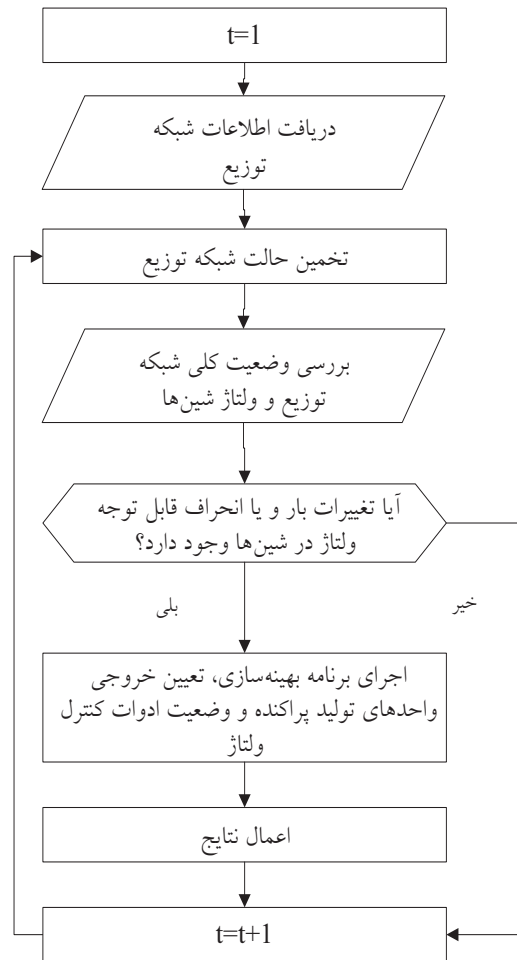 t=1
دریافت اطلاعات شبکه
توزیع
تخمین حالت شبکه توزیع
بررسی وضعیت کلی شبکه
توزیع و ولتاژ شین‌ها
آیا تغییرات بار و یا انحراف قابل توجه
ولتاژ در شین‌ها وجود دارد؟
خیر
بلی
اجرای برنامه بهینه‌سازی، تعیین خروجی
واحدهای تولید پراکنده و وضعیت ادوات کنترل
ولتاژ
اعمال نتایج
t=t+1